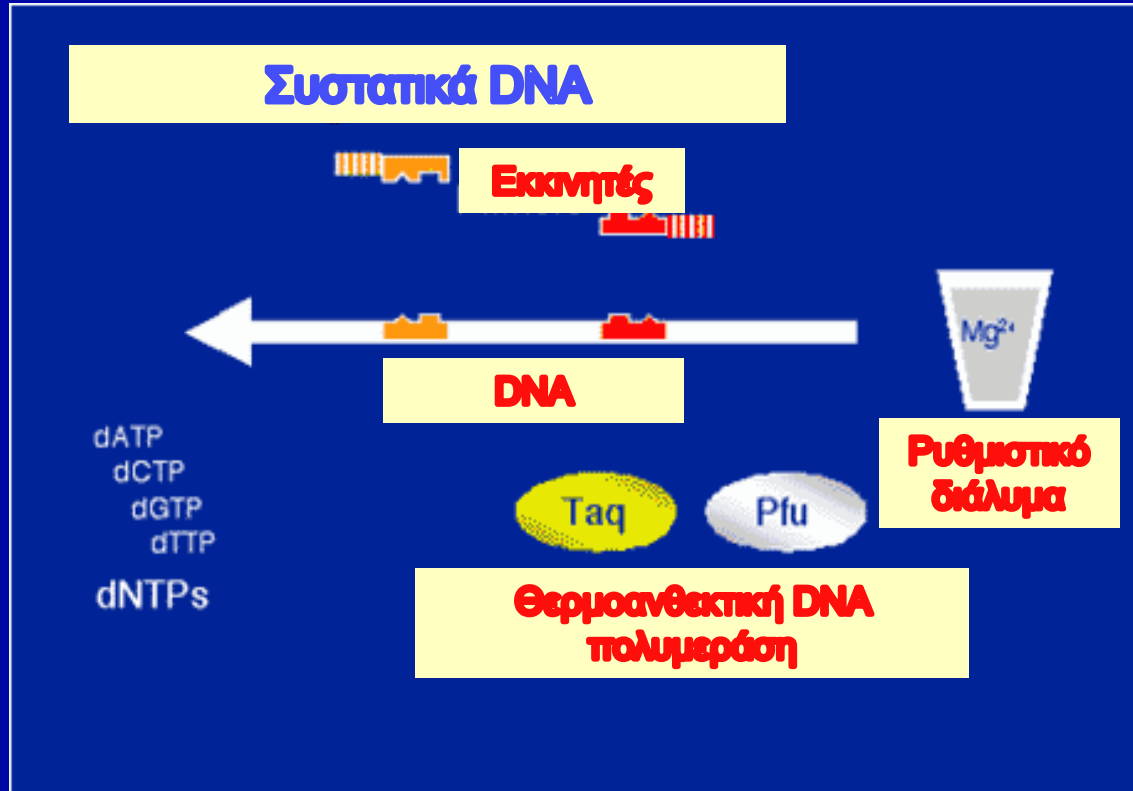 Συστατικά DNA
Εκκινητές
DNA
Mg²⁺
Ρυθμιστικό
διάλυμα
dATP
dCTP
dGTP
dTTP
dNTPs
Taq
Pfu
Θερμοανθεκτική DNA
πολυμεράση